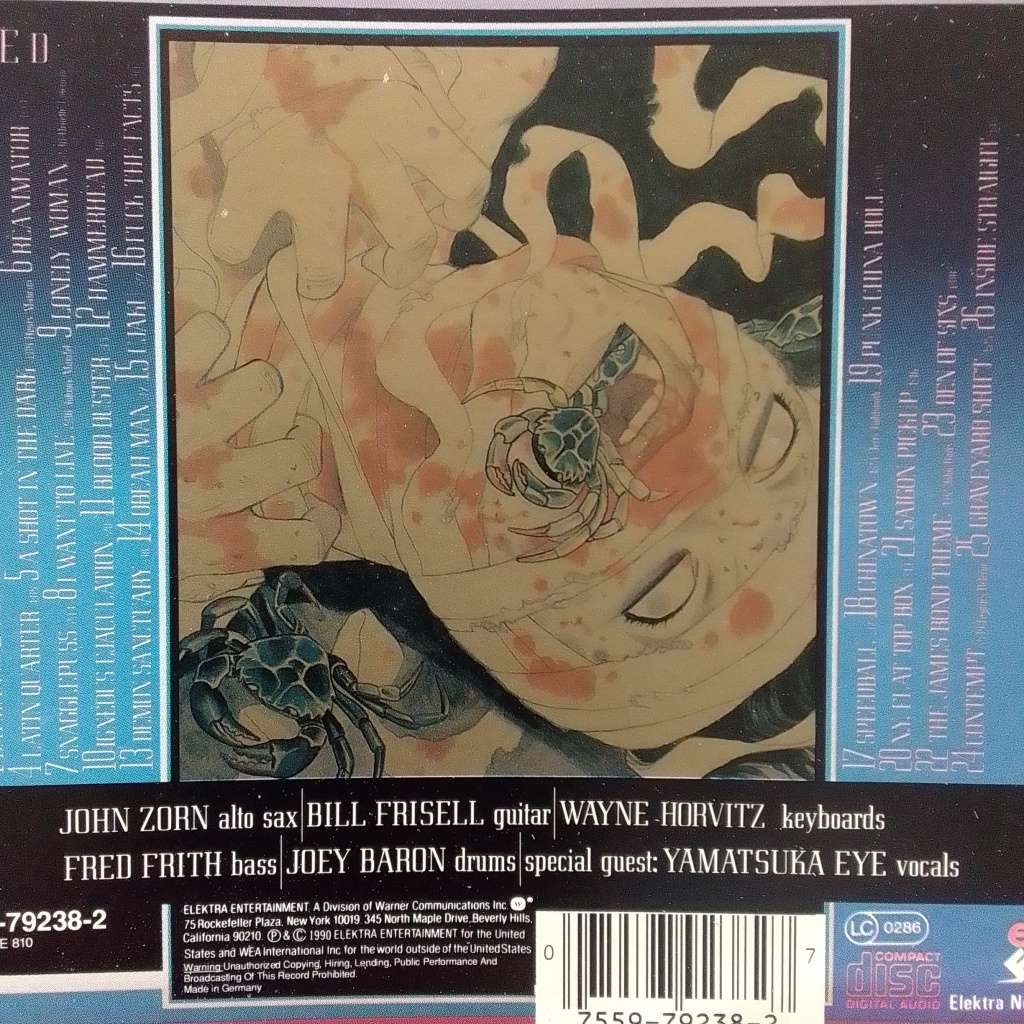 ED
4 LATIN QUARTER 5 A SHOT IN THE DARK 6 REANIMATOR
7 SNAGGLEPUSS 8 I WANT TO LIVE 9 LONELY WOMAN
10 IGNEOUS EJACULATION 11 BLOOD DUSTER 12 HAMMERHEAD
13 DEMON SANCTUARY 14 OBEAH MAN 15 UJAKU 16 FUCK THE FACTS
17 SPEEDBALL 18 CHINATOWN 19 PUNK CHINA DOLL
20 N.Y. FLAT TOP BOX 21 SAIGON PICKUP
22 THE JAMES BOND THEME 23 DEN OF SINS
24 CONTEMPT 25 GRAVEYARD SHIFT 26 INSIDE STRAIGHT
JOHN ZORN alto sax BILL FRISELL guitar WAYNE HORVITZ keyboards
FRED FRITH bass JOEY BARON drums special guest: YAMATSUKA EYE vocals
-79238-2
E 810
ELEKTRA ENTERTAINMENT, A Division of Warner Communications Inc.
75 Rockefeller Plaza, New York 10019. 345 North Maple Drive, Beverly Hills,
California 90210. ℗ & © 1990 ELEKTRA ENTERTAINMENT for the United
States and WEA International Inc. for the world outside of the United States
Warning: Unauthorized Copying, Hiring, Lending, Public Performance And
Broadcasting Of This Record Prohibited.
Made in Germany
0 7
7559-79238-2
LC 0286
COMPACT
disc
DIGITAL AUDIO
Elektra